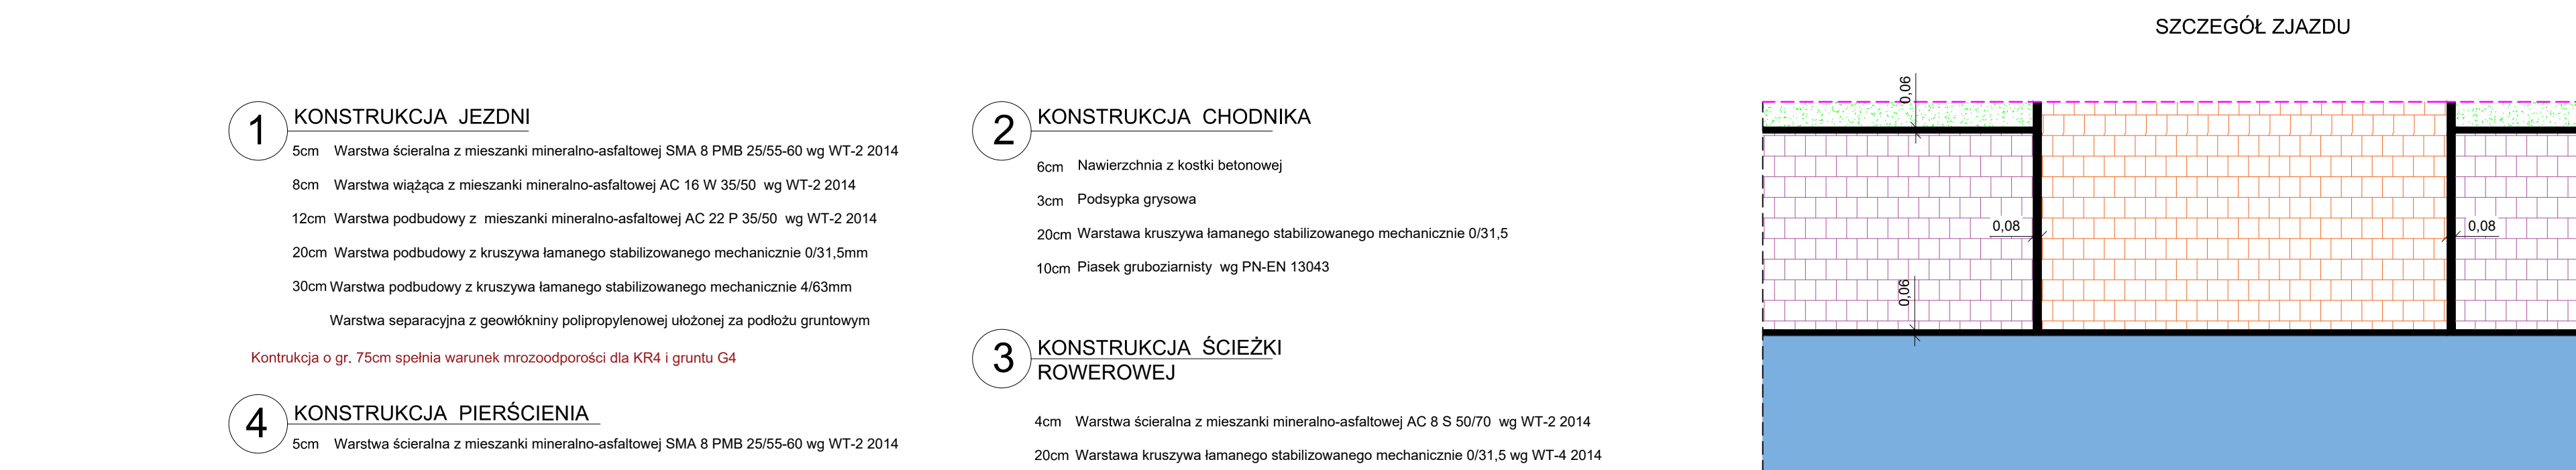 SZCZEGÓŁ ZJAZDU
1
KONSTRUKCJA JEZDNI
5cm Warstwa ścieralna z mieszanki mineralno-asfaltowej SMA 8 PMB 25/55-60 wg WT-2 2014
8cm Warstwa wiążąca z mieszanki mineralno-asfaltowej AC 16 W 35/50 wg WT-2 2014
12cm Warstwa podbudowy z mieszanki mineralno-asfaltowej AC 22 P 35/50 wg WT-2 2014
20cm Warstwa podbudowy z kruszywa łamanego stabilizowanego mechanicznie 0/31,5mm
30cm Warstwa podbudowy z kruszywa łamanego stabilizowanego mechanicznie 4/63mm
Warstwa separacyjna z geowłókniny polipropylenowej ułożonej za podłożu gruntowym
Kontrukcja o gr. 75cm spełnia warunek mrozoodporości dla KR4 i gruntu G4
4
KONSTRUKCJA PIERŚCIENIA
5cm Warstwa ścieralna z mieszanki mineralno-asfaltowej SMA 8 PMB 25/55-60 wg WT-2 2014
2
KONSTRUKCJA CHODNIKA
6cm Nawierzchnia z kostki betonowej
3cm Podsypka grysowa
20cm Warstawa kruszywa łamanego stabilizowanego mechanicznie 0/31,5
10cm Piasek gruboziarnisty wg PN-EN 13043
3
KONSTRUKCJA ŚCIEŻKI
ROWEROWEJ
4cm Warstwa ścieralna z mieszanki mineralno-asfaltowej AC 8 S 50/70 wg WT-2 2014
20cm Warstawa kruszywa łamanego stabilizowanego mechanicznie 0/31,5 wg WT-4 2014
0,06
0,08
0,08
0,06